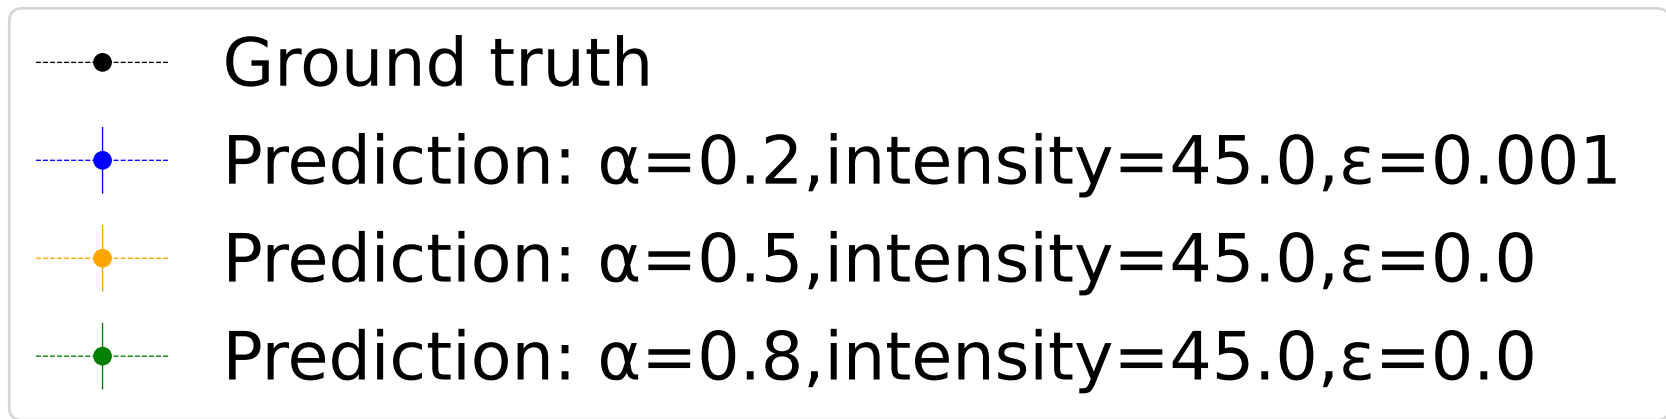 Ground truth
Prediction: α=0.2,intensity=45.0,ε=0.001
Prediction: α=0.5,intensity=45.0,ε=0.0
Prediction: α=0.8,intensity=45.0,ε=0.0